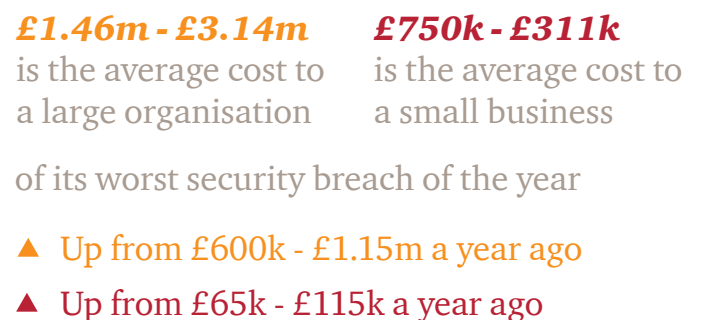 £1.46m - £3.14m
is the average cost to
a large organisation
£750k - £311k
is the average cost to
a small business
of its worst security breach of the year
▲ Up from £600k - £1.15m a year ago
▲ Up from £65k - £115k a year ago